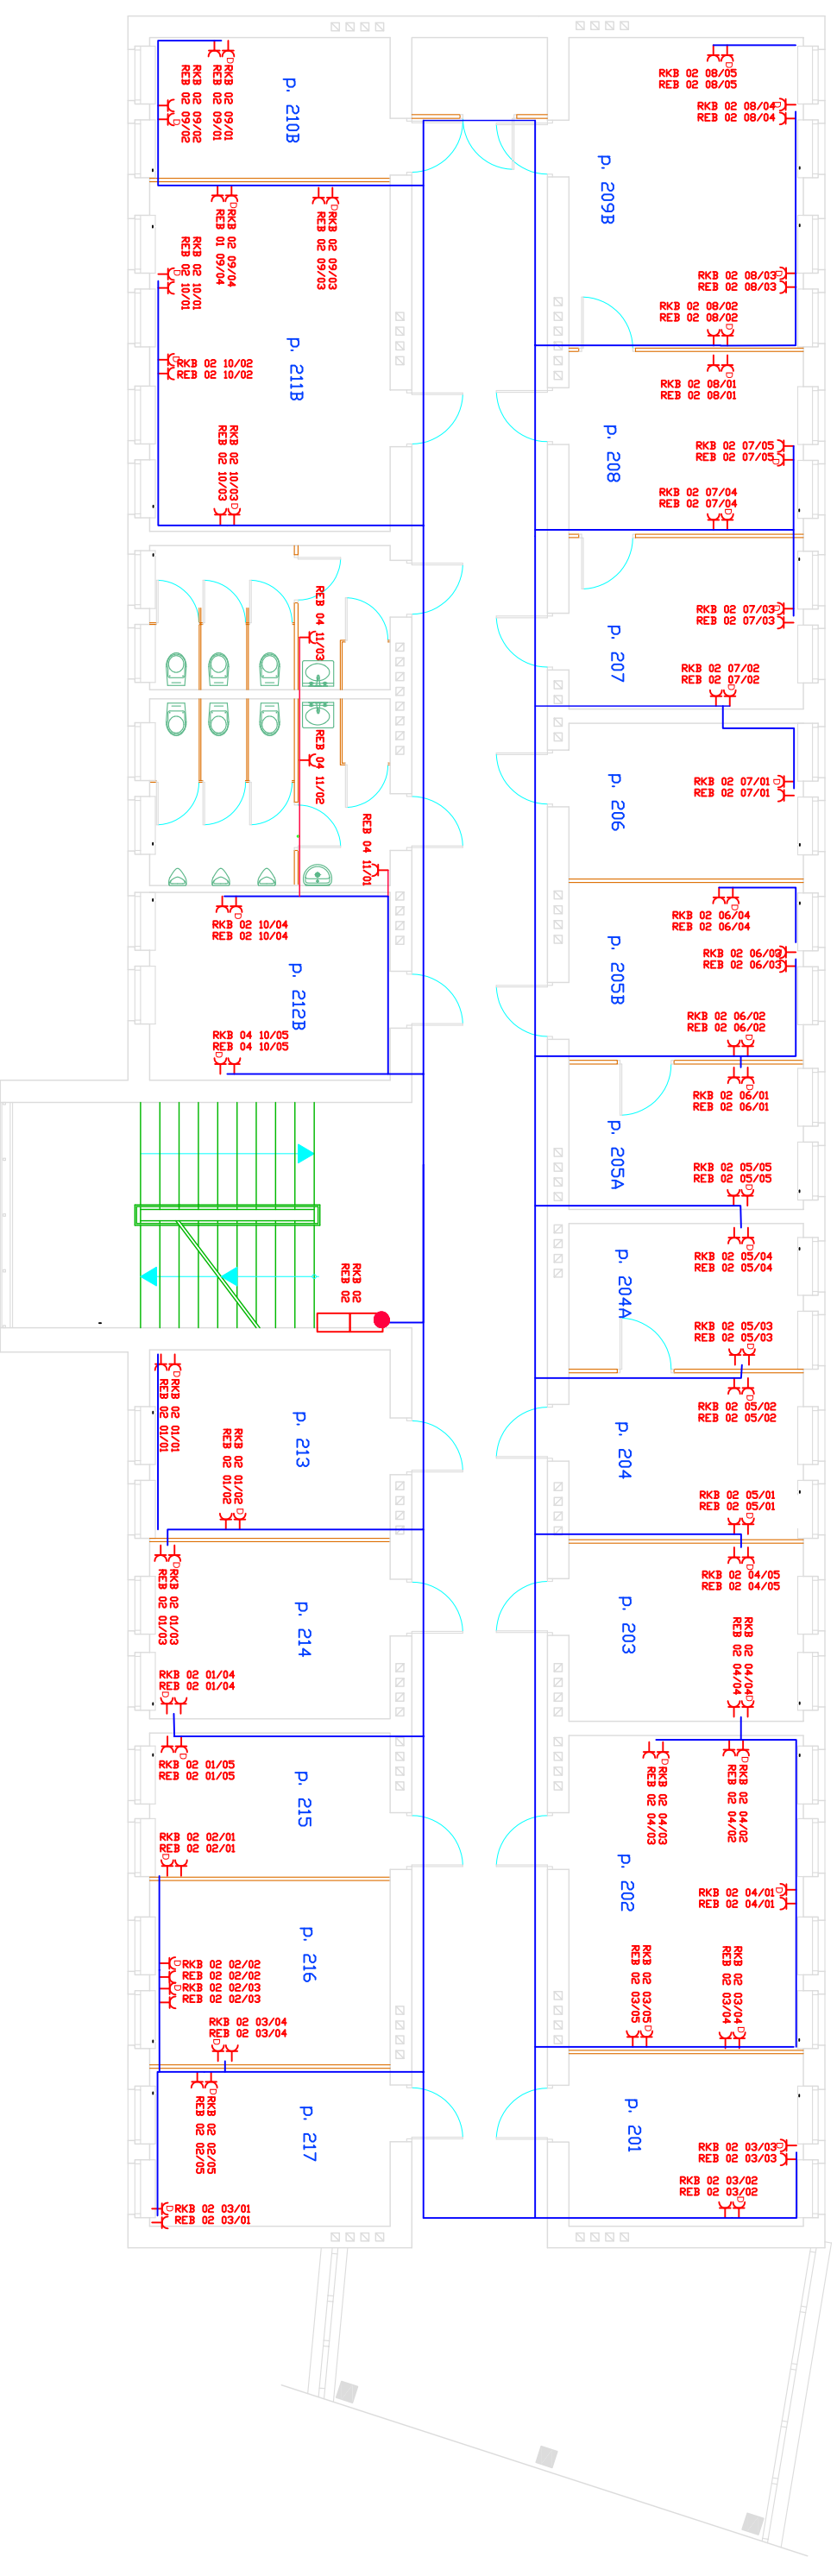 RKB 02 09/01
REB 02 09/01
RKB 02 09/02
REB 02 09/02
p. 210B
RKB 02 08/05
REB 02 08/05
RKB 02 08/04
REB 02 08/04
p. 209B
RKB 02 09/04
REB 01 09/04
RKB 02 09/03
REB 02 09/03
RKB 02 10/01
REB 02 10/01
RKB 02 08/03
REB 02 08/03
RKB 02 08/02
REB 02 08/02
p. 211B
RKB 02 10/02
REB 02 10/02
RKB 02 08/01
REB 02 08/01
RKB 02 10/03
REB 02 10/03
p. 208
RKB 02 07/05
REB 02 07/05
RKB 02 07/04
REB 02 07/04
REB 04 11/03
RKB 02 07/03
REB 02 07/03
p. 207
RKB 02 07/02
REB 02 07/02
REB 04 11/02
p. 206
RKB 02 07/01
REB 02 07/01
REB 04 11/01
RKB 02 10/04
REB 02 10/04
RKB 02 06/04
REB 02 06/04
RKB 02 06/03
REB 02 06/03
p. 205B
p. 212B
RKB 02 06/02
REB 02 06/02
RKB 04 10/05
REB 04 10/05
RKB 02 06/01
REB 02 06/01
p. 205A
RKB 02 05/05
REB 02 05/05
RKB 02
REB 02
p. 204A
RKB 02 05/04
REB 02 05/04
RKB 02 05/03
REB 02 05/03
RKB 02 01/01
REB 02 01/01
RKB 02 01/02
REB 02 01/02
p. 213
RKB 02 05/02
REB 02 05/02
p. 204
RKB 02 05/01
REB 02 05/01
RKB 02 01/03
REB 02 01/03
p. 214
RKB 02 04/05
REB 02 04/05
p. 203
RKB 02 04/04
REB 02 04/04
RKB 02 01/04
REB 02 01/04
RKB 02 01/05
REB 02 01/05
p. 215
RKB 02 04/03
REB 02 04/03
RKB 02 04/02
REB 02 04/02
RKB 02 02/01
REB 02 02/01
p. 202
RKB 02 04/01
REB 02 04/01
p. 216
RKB 02 02/02
REB 02 02/02
RKB 02 02/03
REB 02 02/03
RKB 02 03/05
REB 02 03/05
RKB 02 03/04
REB 02 03/04
RKB 02 03/04
REB 02 03/04
RKB 02 02/05
REB 02 02/05
p. 217
p. 201
RKB 02 03/03
REB 02 03/03
RKB 02 03/02
REB 02 03/02
RKB 02 03/01
REB 02 03/01